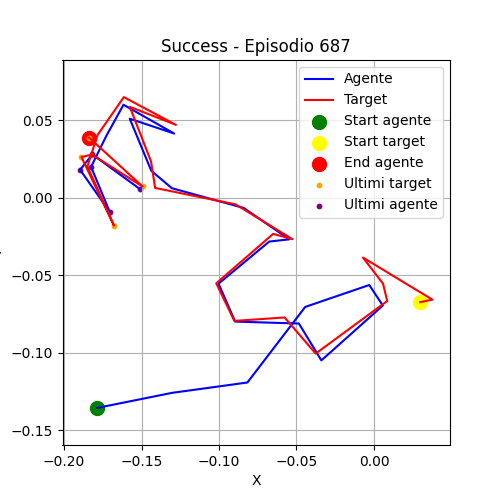 Success - Episodio 687
Agente
Target
Start agente
Start target
End agente
Ultimi target
Ultimi agente
0.05
0.00
−0.05
−0.10
−0.15
−0.20
−0.15
−0.10
−0.05
0.00
X